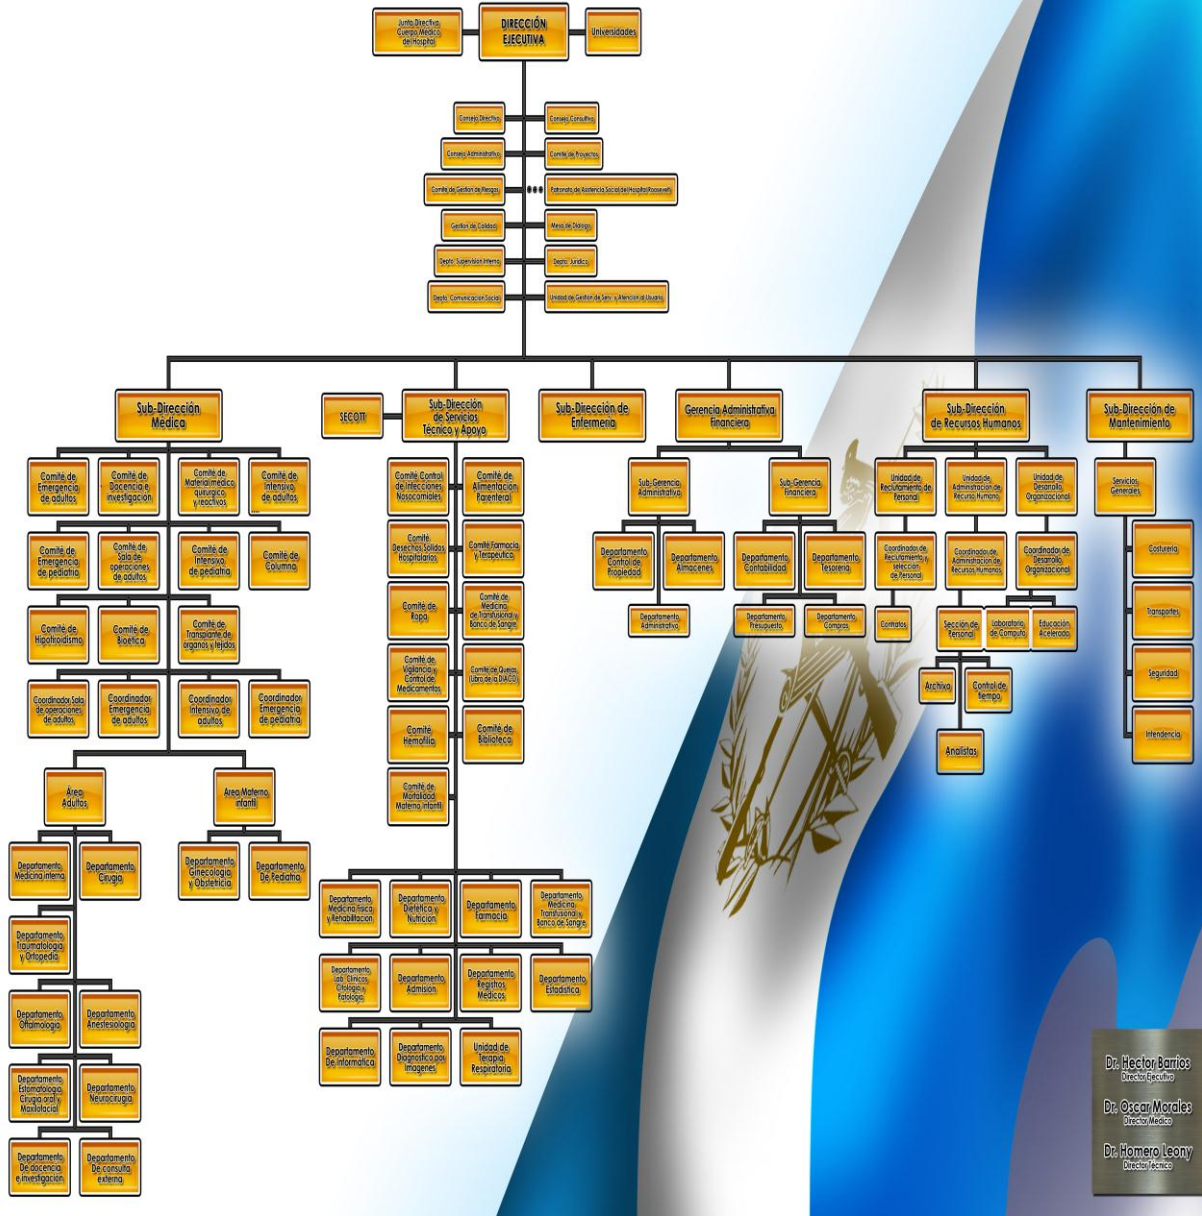 Junta Directiva
Cuerpo Médico
de Hospital
DIRECCIÓN
EJECUTIVA
Universidades
Consejo Directivo
Consejo Consultivo
Consejo Administrativo
Comité de Proyectos
Comité de Gestión de Riesgos
Patronato de Asistencia Social del Hospital Roosevelt
Gestión de Calidad
Mesa de Diálogo
Depto. Supervisión Interna
Depto. Jurídico
Depto. Comunicación Social
Unidad de Gestión de Serv. y Atención al Usuario
Sub-Dirección
Médica
SECOTT
Sub-Dirección
de Servicios
Técnico y Apoyo
Sub-Dirección de
Enfermería
Gerencia Administrativa
Financiera
Sub-Dirección
de Recursos Humanos
Sub-Dirección de
Mantenimiento
Comité de
Emergencia
de adultos
Comité de
Docencia e
investigación
Comité de
Material médico
quirúrgico
y reactivos
Comité de
Intensivo
de adultos
....
Comité de
Emergencia
de pediatría
Comité de
Sala de
operaciones
de adultos
Comité de
Intensivo
de pediatría
Comité de
Columna
Comité de
Hipotiroidismo
Comité de
Bioética
Comité de
Transplante de
órganos y tejidos
Coordinador Sala
de operaciones
de adultos
Coordinador
Emergencia
de adultos
Coordinador
Intensivo de
adultos
Coordinador
Emergencia
de pediatría
Área
Adultos
Area Materno
infantil
Departamento
Medicina interna
Departamento
Cirugía
Departamento
Ginecología
y Obstetricia
Departamento
De Pediatría
Departamento
Traumatología
y Ortopedia
Departamento
Oftalmología
Departamento
Anestesiología
Departamento
Estomatología
Cirugía oral y
Maxilofacial
Departamento
Neurocirugía
Departamento
De docencia
e investigación
Departamento
De consulta
externa
Comité Control
de Infecciones
Nosocomiales
Comité de
Alimentación
Parenteral
Comité
Desechos Sólidos
Hospitalarios
Comité Farmacia
y Terapéutica
Comité de
Ropa
Comité de
Medicina
de Transfusional y
Banco de Sangre
Comité de
Vigilancia y
Control de
Medicamentos
Comité de Quejas
(Libro de la DIACO)
Comité
Hemofilia
Comité de
Biblioteca
Comité de
Mortalidad
Materno Infantil
Departamento
Medicina Física
y Rehabilitación
Departamento
Dietética y
Nutrición
Departamento
Farmacia
Departamento
Medicina
Transfusional y
Banco de Sangre
Departamento
Lab. Clínicos
Citología y
Patología
Departamento
Admisión
Departamento
Registros
Médicos
Departamento
Estadística
Departamento
De Informática
Departamento
Diagnóstico por
Imágenes
Unidad de
Terapia
Respiratoria
Sub-Gerencia
Administrativo
Sub-Gerencia
Financiera
Departamento
Control de
Propiedad
Departamento
Almacenes
Departamento
Contabilidad
Departamento
Tesorería
Departamento
Administrativo
Departamento
Presupuesto
Departamento
Compras
Unidad de
Reclutamiento de
Personal
Unidad de
Administración de
Recurso Humano
Unidad de
Desarrollo
Organizacional
Coordinador de
Reclutamiento y
selección
de Personal
Coordinador de
Administración de
Recursos Humanos
Coordinador de
Desarrollo
Organizacional
Contratos
Sección de
Personal
Laboratorio
de Computo
Educación
Acelerada
Archivo
Control de
tiempo
Analistas
Servicios
Generales
Costurería
Transportes
Seguridad
Intendencia
Dr. Hector Barrios
Director Ejecutivo
Dr. Oscar Morales
Director Medico
Dr. Homero Leony
Director Técnico